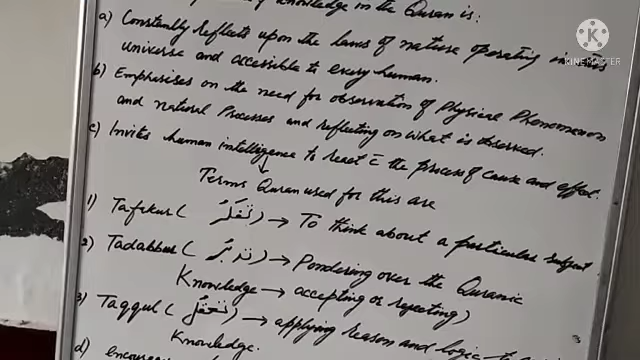 of knowledge in the Quran is:
a) Constantly Reflects upon the laws of nature operating in this
universe and accessible to every human.
b) Emphasises on the need for observation of Physical Phenomenon
and natural Processes and reflecting on what is observed.
c) Invites human intelligence to react c̄ the process of cause and effect.
↓
Terms Quran used for this are
1) Tafakur (تفکر) → To think about a particular subject
2) Tadabbur (تدبر) → Pondering over the Quranic
Knowledge → accepting or rejecting)
3) Taqqul (تعقل) → applying reason and logic to
Knowledge.
d)
KINEMASTER